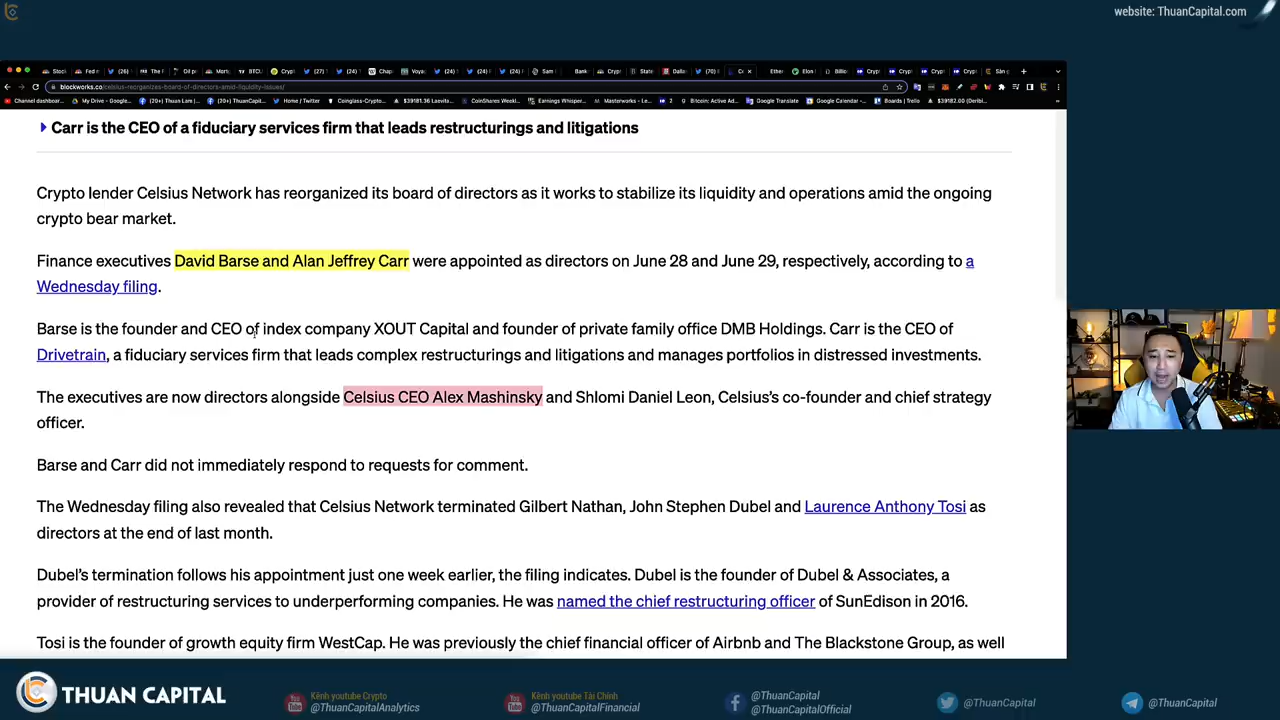 website: ThuanCapital.com
blockworks.co/celsius-reorganizes-board-of-directors-amid-liquidity-issues/
Carr is the CEO of a fiduciary services firm that leads restructurings and litigations
Crypto lender Celsius Network has reorganized its board of directors as it works to stabilize its liquidity and operations amid the ongoing
crypto bear market.
Finance executives David Barse and Alan Jeffrey Carr were appointed as directors on June 28 and June 29, respectively, according to a
Wednesday filing.
Barse is the founder and CEO of index company XOUT Capital and founder of private family office DMB Holdings. Carr is the CEO of
Drivetrain, a fiduciary services firm that leads complex restructurings and litigations and manages portfolios in distressed investments.
The executives are now directors alongside Celsius CEO Alex Mashinsky and Shlomi Daniel Leon, Celsius's co-founder and chief strategy
officer.
Barse and Carr did not immediately respond to requests for comment.
The Wednesday filing also revealed that Celsius Network terminated Gilbert Nathan, John Stephen Dubel and Laurence Anthony Tosi as
directors at the end of last month.
Dubel's termination follows his appointment just one week earlier, the filing indicates. Dubel is the founder of Dubel & Associates, a
provider of restructuring services to underperforming companies. He was named the chief restructuring officer of SunEdison in 2016.
Tosi is the founder of growth equity firm WestCap. He was previously the chief financial officer of Airbnb and The Blackstone Group, as well
THUAN CAPITAL
Kênh youtube Crypto
@ThuanCapitalAnalytics
Kênh youtube Tài Chính
@ThuanCapitalFinancial
@ThuanCapital
@ThuanCapitalOfficial
@ThuanCapital
@ThuanCapital